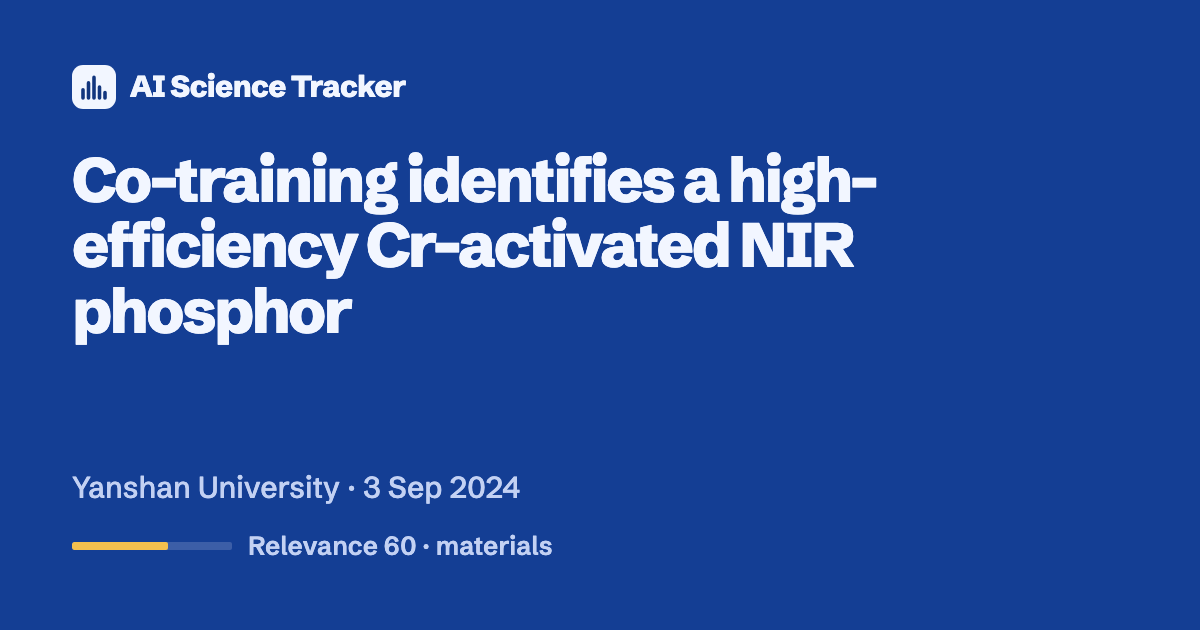 AI Science Tracker
Co-training identifies a high-
efficiency Cr-activated NIR
phosphor
Yanshan University · 3 Sep 2024
Relevance 60 · materials